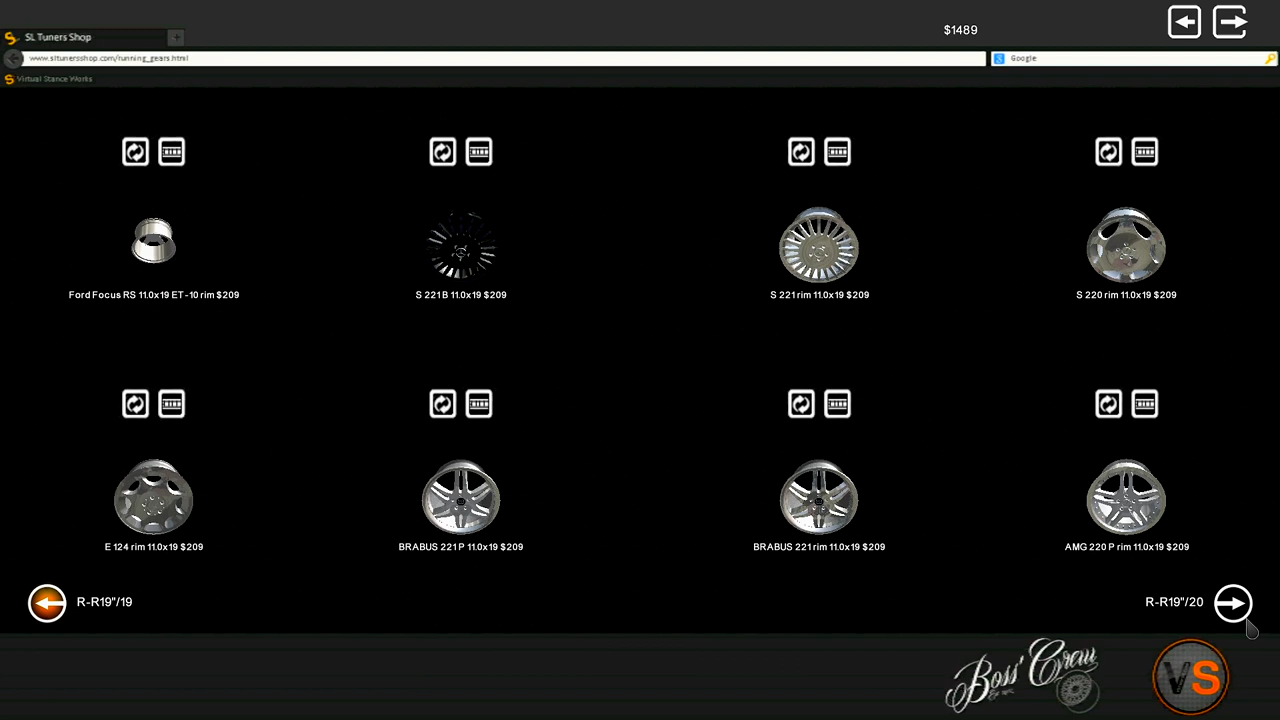 $1489
SL Tuners Shop
www.sltunersshop.com/running_gears.html
Google
Virtual Stance Works
Ford Focus RS 11.0x19 ET-10 rim $209
S 221 B 11.0x19 $209
S 221 rim 11.0x19 $209
S 220 rim 11.0x19 $209
E 124 rim 11.0x19 $209
BRABUS 221 P 11.0x19 $209
BRABUS 221 rim 11.0x19 $209
AMG 220 P rim 11.0x19 $209
R-R19"/19
R-R19"/20
Boss' Crew
VS